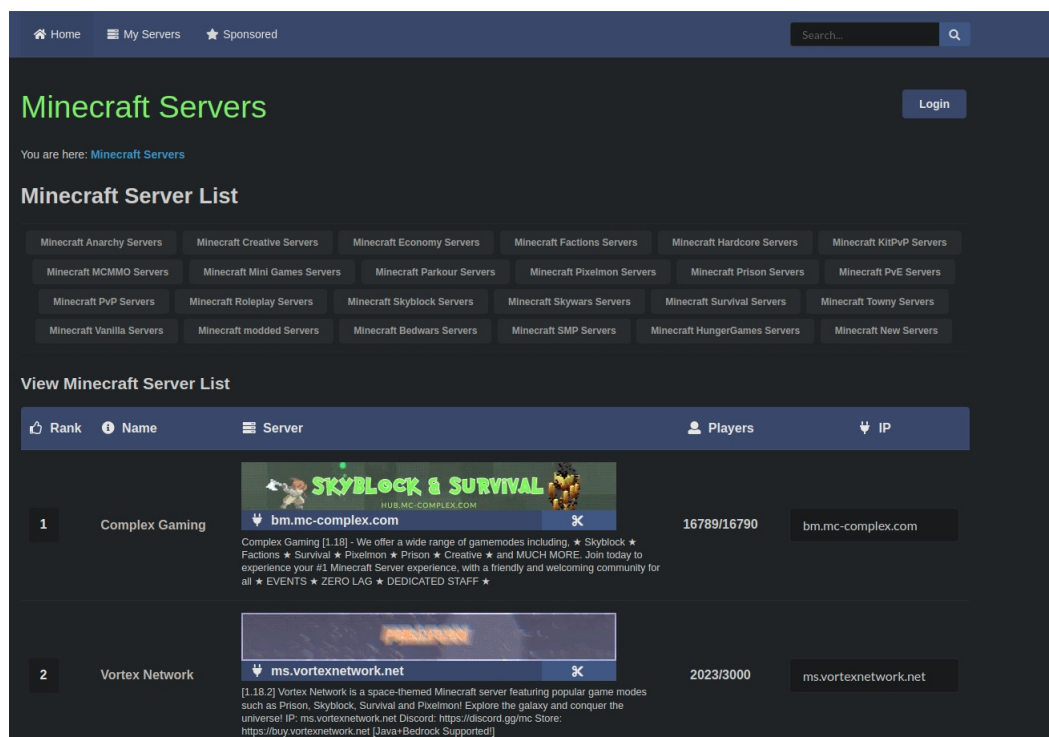 Home My Servers Sponsored Search...
Minecraft Servers
Login
You are here: Minecraft Servers
Minecraft Server List
Minecraft Anarchy Servers Minecraft Creative Servers Minecraft Economy Servers Minecraft Factions Servers Minecraft Hardcore Servers Minecraft KitPvP Servers
Minecraft MCMMO Servers Minecraft Mini Games Servers Minecraft Parkour Servers Minecraft Pixelmon Servers Minecraft Prison Servers Minecraft PvE Servers
Minecraft PvP Servers Minecraft Roleplay Servers Minecraft Skyblock Servers Minecraft Skywars Servers Minecraft Survival Servers Minecraft Towny Servers
Minecraft Vanilla Servers Minecraft modded Servers Minecraft Bedwars Servers Minecraft SMP Servers Minecraft HungerGames Servers Minecraft New Servers
View Minecraft Server List
Rank Name Server Players IP
SKYBLOCK & SURVIVAL
HUB.MC-COMPLEX.COM
bm.mc-complex.com
1 Complex Gaming 16789/16790 bm.mc-complex.com
Complex Gaming [1.18] - We offer a wide range of gamemodes including, ★ Skyblock ★
Factions ★ Survival ★ Pixelmon ★ Prison ★ Creative ★ and MUCH MORE. Join today to
experience your #1 Minecraft Server experience, with a friendly and welcoming community for
all ★ EVENTS ★ ZERO LAG ★ DEDICATED STAFF ★
ms.vortexnetwork.net
2 Vortex Network 2023/3000 ms.vortexnetwork.net
[1.18.2] Vortex Network is a space-themed Minecraft server featuring popular game modes
such as Prison, Skyblock, Survival and Pixelmon! Explore the galaxy and conquer the
universe! IP: ms.vortexnetwork.net Discord: https://discord.gg/mc Store:
https://buy.vortexnetwork.net [Java+Bedrock Supported!]